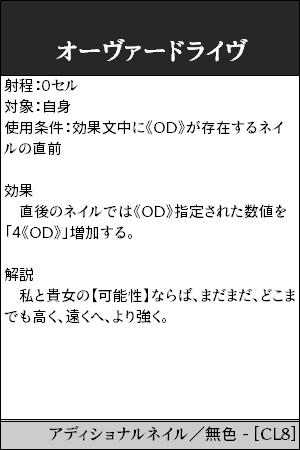 オーヴァードライヴ
射程：0セル
対象：自身
使用条件：効果文中に《OD》が存在するネイ
ルの直前
効果
　直後のネイルでは《OD》指定された数値を
「4《OD》」増加する。
解説
　私と貴女の【可能性】ならば、まだまだ、どこま
でも高く、遠くへ、より強く。
アディショナルネイル／無色 - [CL8]